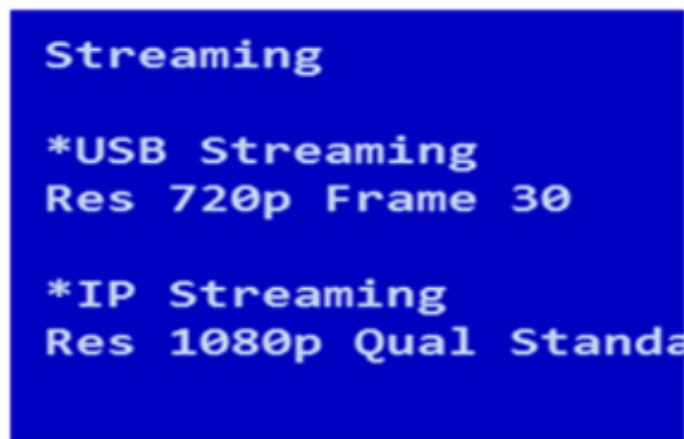 Streaming
*USB Streaming
Res 720p Frame 30
*IP Streaming
Res 1080p Qual Standa